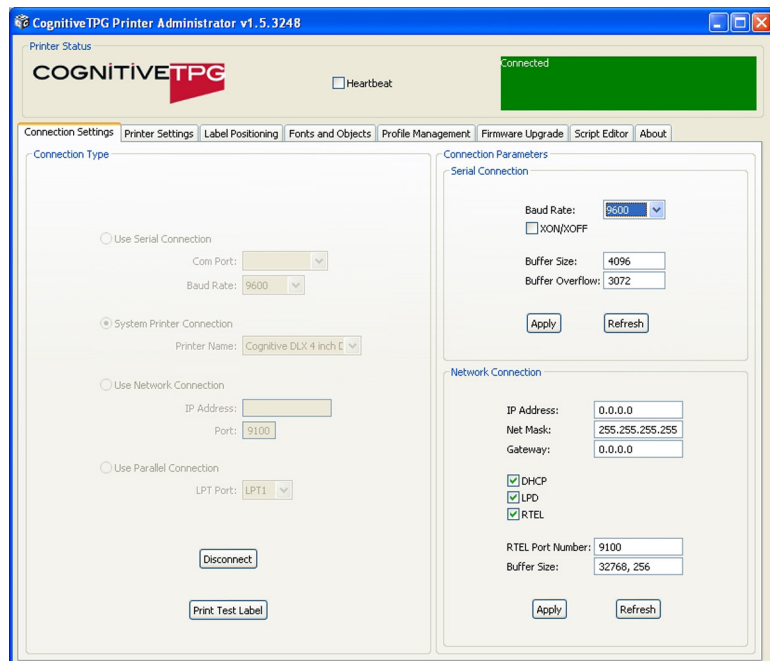 CognitiveTPG Printer Administrator v1.5.3248
Printer Status
COGNITIVETPG
Heartbeat
Connected
Connection Settings Printer Settings Label Positioning Fonts and Objects Profile Management Firmware Upgrade Script Editor About
Connection Type
Use Serial Connection
Com Port:
Baud Rate: 9600
System Printer Connection
Printer Name: Cognitive DLX 4 inch D
Use Network Connection
IP Address:
Port: 9100
Use Parallel Connection
LPT Port: LPT1
Disconnect
Print Test Label
Connection Parameters
Serial Connection
Baud Rate: 9600
XON/XOFF
Buffer Size: 4096
Buffer Overflow: 3072
Apply Refresh
Network Connection
IP Address: 0.0.0.0
Net Mask: 255.255.255.255
Gateway: 0.0.0.0
DHCP
LPD
RTEL
RTEL Port Number: 9100
Buffer Size: 32768, 256
Apply Refresh